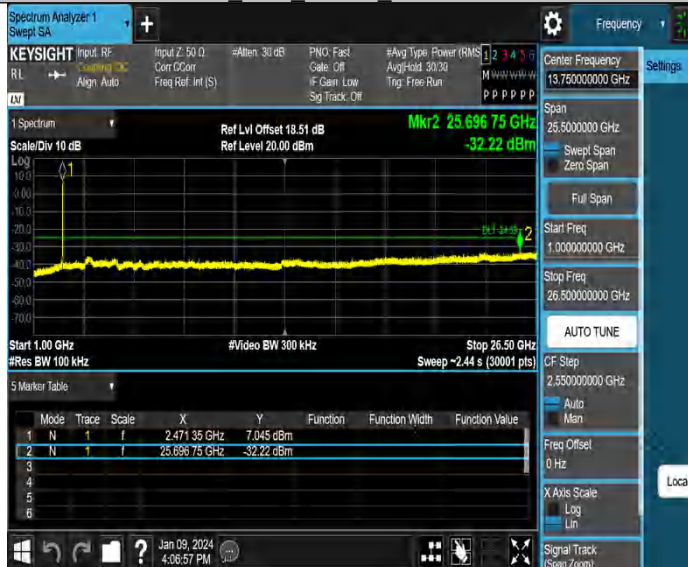 Spectrum Analyzer 1
Swept SA
+
Frequency
KEYSIGHT
Input: RF
Input Z: 50 Ω
#Atten: 30 dB
PNO: Fast
#Avg Type: Power (RMS
1 2 3 4 5 6
RL
Coupling: DC
Corr CCorr
Gate: Off
Avg|Hold: 30/30
M W W W W W
Align: Auto
Freq Ref: Int (S)
IF Gain: Low
Trig: Free Run
P P P P P P
Sig Track: Off
LXI
1 Spectrum
Ref Lvl Offset 18.51 dB
Mkr2 25.696 75 GHz
Scale/Div 10 dB
Ref Level 20.00 dBm
-32.22 dBm
Log
10.0
0.00
-10.0
-20.0
-30.0
-40.0
-50.0
-60.0
-70.0
1
2
Start 1.00 GHz
#Video BW 300 kHz
Stop 26.50 GHz
#Res BW 100 kHz
Sweep ~2.44 s (30001 pts)
5 Marker Table
Mode Trace Scale X Y Function Function Width Function Value
1 N 1 f 2.471 35 GHz 7.045 dBm
2 N 1 f 25.696 75 GHz -32.22 dBm
3
4
5
6
?
Jan 09, 2024
4:06:57 PM
Center Frequency
13.750000000 GHz
Settings
Span
25.5000000 GHz
Swept Span
Zero Span
Full Span
Start Freq
1.000000000 GHz
Stop Freq
26.500000000 GHz
AUTO TUNE
CF Step
2.550000000 GHz
Auto
Man
Freq Offset
0 Hz
Loca
X Axis Scale
Log
Lin
Signal Track
(Span Zoom)